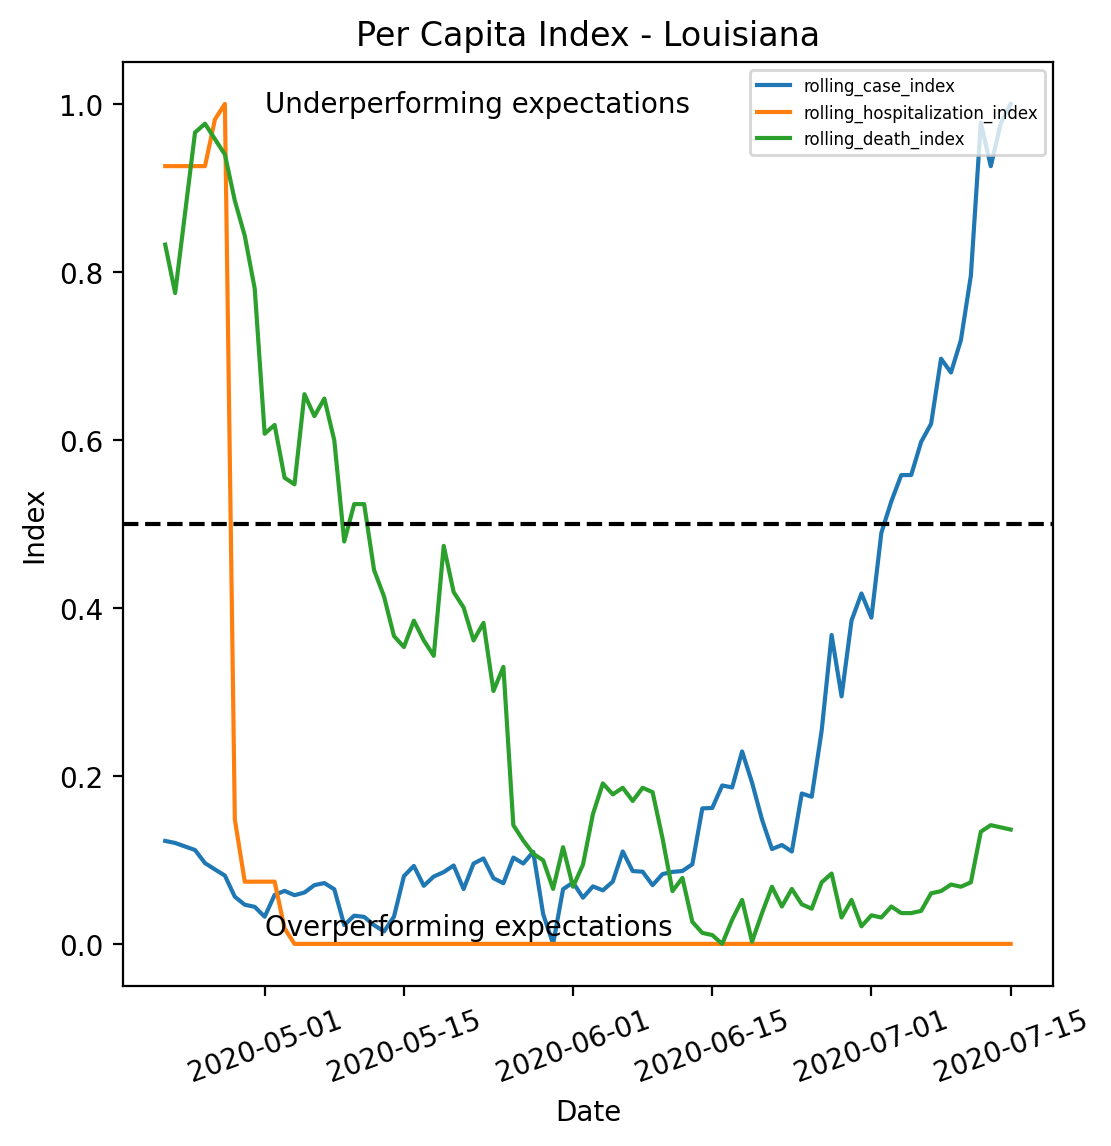 Per Capita Index - Louisiana
Underperforming expectations
rolling_case_index
rolling_hospitalization_index
rolling_death_index
1.0
0.8
0.6
0.4
0.2
0.0
Index
Overperforming expectations
2020-05-01
2020-05-15
2020-06-01
2020-06-15
2020-07-01
2020-07-15
Date